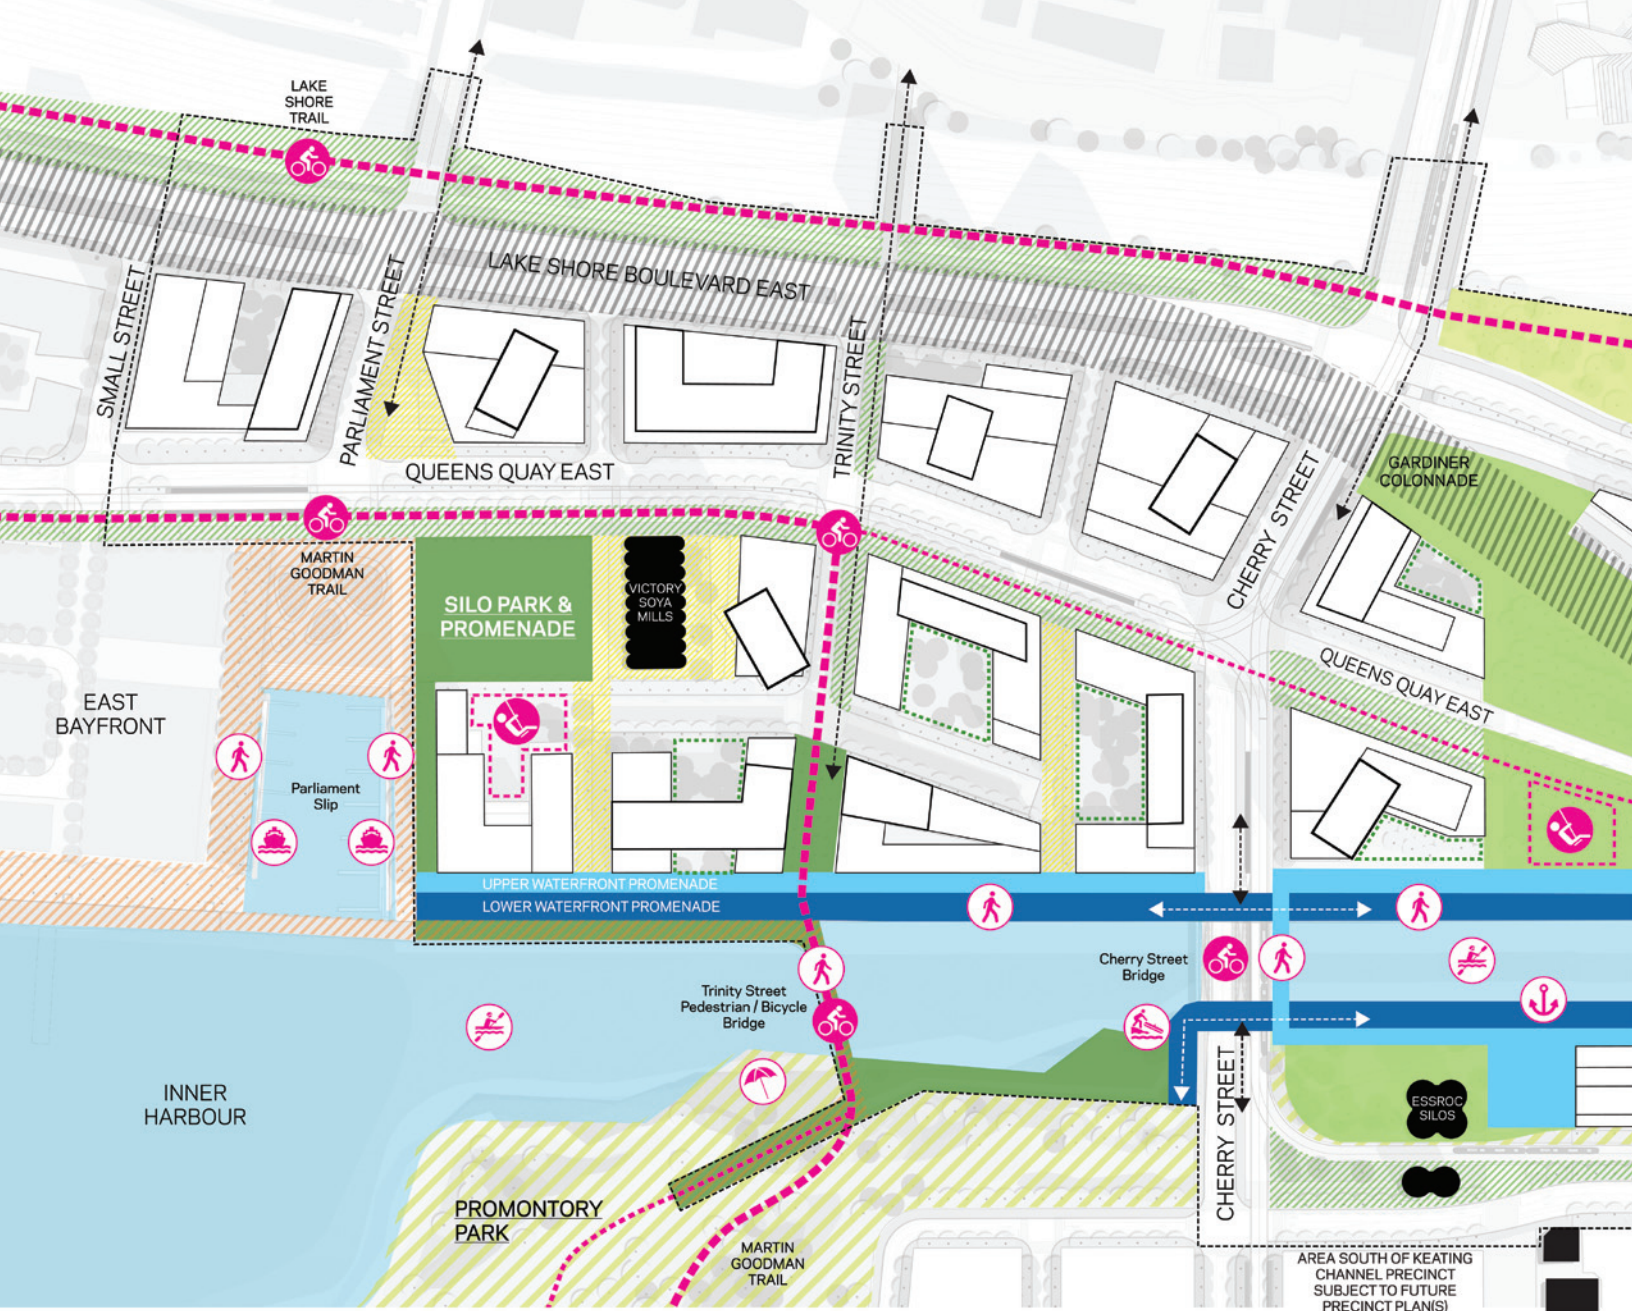 LAKE
SHORE
TRAIL
LAKE SHORE BOULEVARD EAST
SMALL STREET
PARLIAMENT STREET
TRINITY STREET
CHERRY STREET
GARDINER
COLONNADE
QUEENS QUAY EAST
MARTIN
GOODMAN
TRAIL
SILO PARK &
PROMENADE
VICTORY
SOYA
MILLS
QUEENS QUAY EAST
EAST
BAYFRONT
Parliament
Slip
UPPER WATERFRONT PROMENADE
LOWER WATERFRONT PROMENADE
Cherry Street
Bridge
Trinity Street
Pedestrian / Bicycle
Bridge
INNER
HARBOUR
CHERRY STREET
ESSROC
SILOS
PROMONTORY
PARK
MARTIN
GOODMAN
TRAIL
AREA SOUTH OF KEATING
CHANNEL PRECINCT
SUBJECT TO FUTURE
PRECINCT PLAN(S)